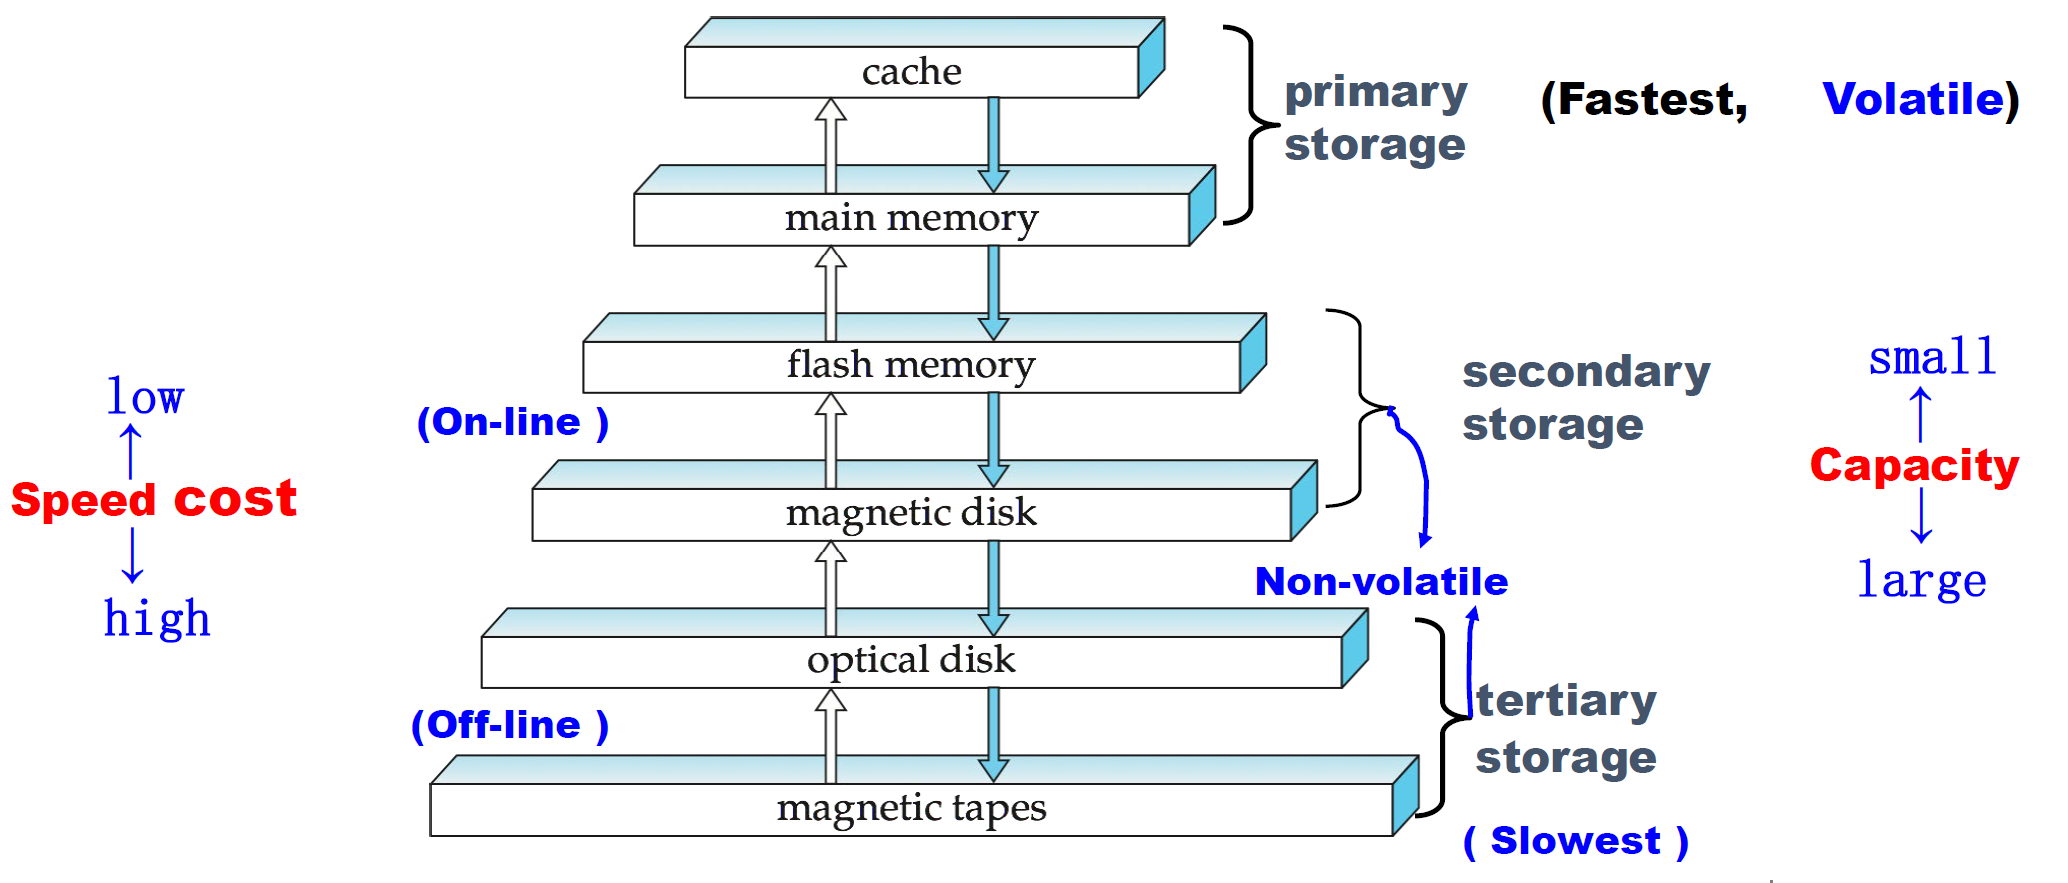 cache
primary
storage
(Fastest, Volatile)
main memory
flash memory
secondary
storage
(On-line )
low
Speed cost
high
small
Capacity
large
magnetic disk
Non-volatile
optical disk
tertiary
storage
(Off-line )
magnetic tapes
( Slowest )